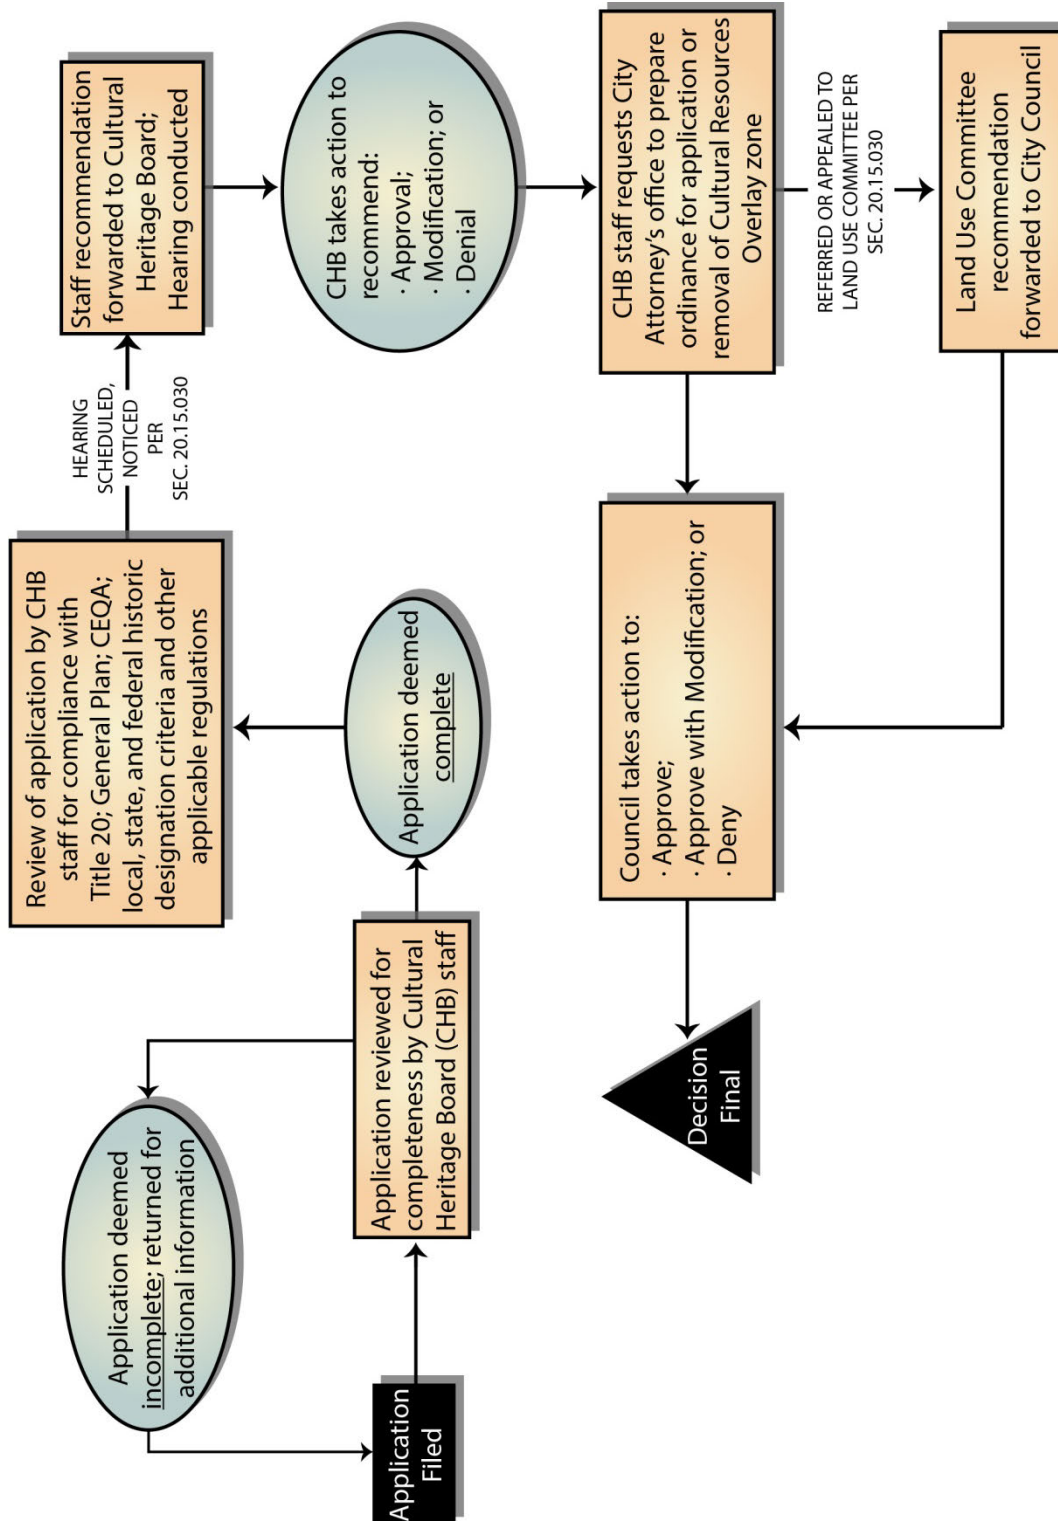 Application
Filed
Application deemed
incomplete; returned for
additional information
Application reviewed for
completeness by Cultural
Heritage Board (CHB) staff
Application deemed
complete
Review of application by CHB
staff for compliance with
Title 20; General Plan; CEQA;
local, state, and federal historic
designation criteria and other
applicable regulations
HEARING
SCHEDULED,
NOTICED
PER
SEC. 20.15.030
Staff recommendation
forwarded to Cultural
Heritage Board;
Hearing conducted
CHB takes action to
recommend:
· Approval;
· Modification; or
· Denial
CHB staff requests City
Attorney’s office to prepare
ordinance for application or
removal of Cultural Resources
Overlay zone
REFERRED OR APPEALED TO
LAND USE COMMITTEE PER
SEC. 20.15.030
Land Use Committee
recommendation
forwarded to City Council
Council takes action to:
· Approve;
· Approve with Modification; or
· Deny
Decision
Final